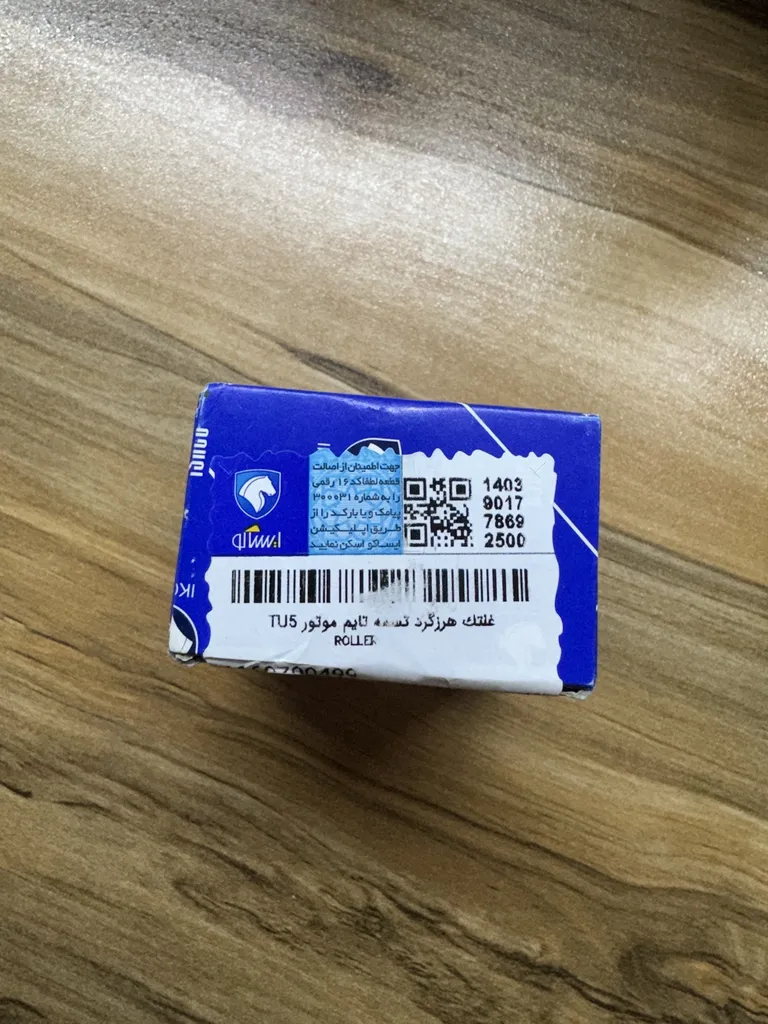 ISACO
ایساکو
جهت اطمینان از اصالت
قطعه لطفا کد ۱۶ رقمی
را به شماره ۳۰۰۰۳۱
پیامک و یا بارکد را از
طریق اپلیکیشن
ایساکو اسکن نمایید
1403
9017
7869
2500
غلتک هرزگرد تسمه تایم موتور TU5
ROLLER